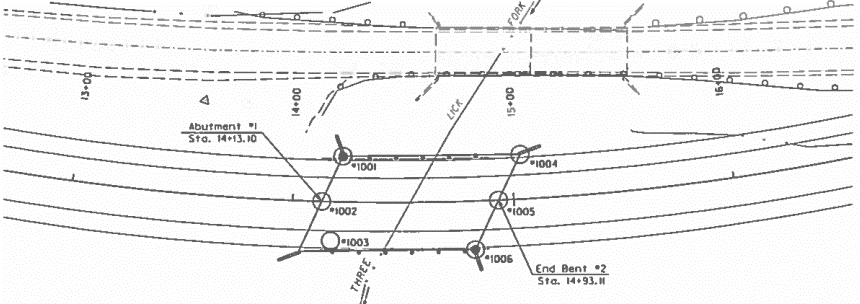 FORK
13+00
14+00
15+00
16+00
LICK
Abutment #1
Sta. 14+13.10
#1001
#1004
#1002
#1005
#1003
#1006
THREE
End Bent #2
Sta. 14+93.11